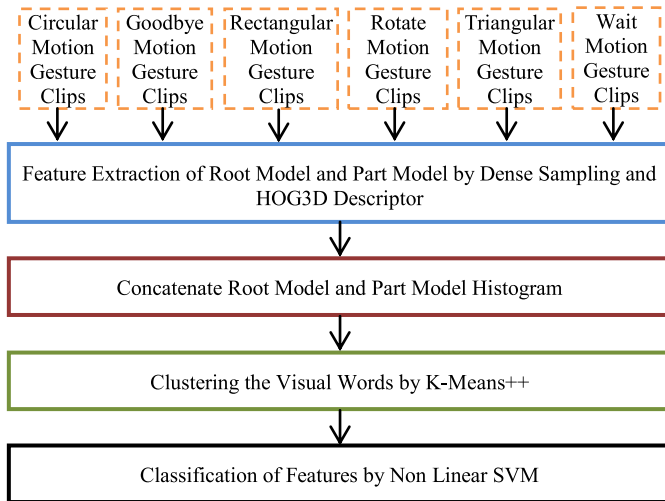 Circular
Motion
Gesture
Clips
Goodbye
Motion
Gesture
Clips
Rectangular
Motion
Gesture
Clips
Rotate
Motion
Gesture
Clips
Triangular
Motion
Gesture
Clips
Wait
Motion
Gesture
Clips
Feature Extraction of Root Model and Part Model by Dense Sampling and
HOG3D Descriptor
Concatenate Root Model and Part Model Histogram
Clustering the Visual Words by K-Means++
Classification of Features by Non Linear SVM